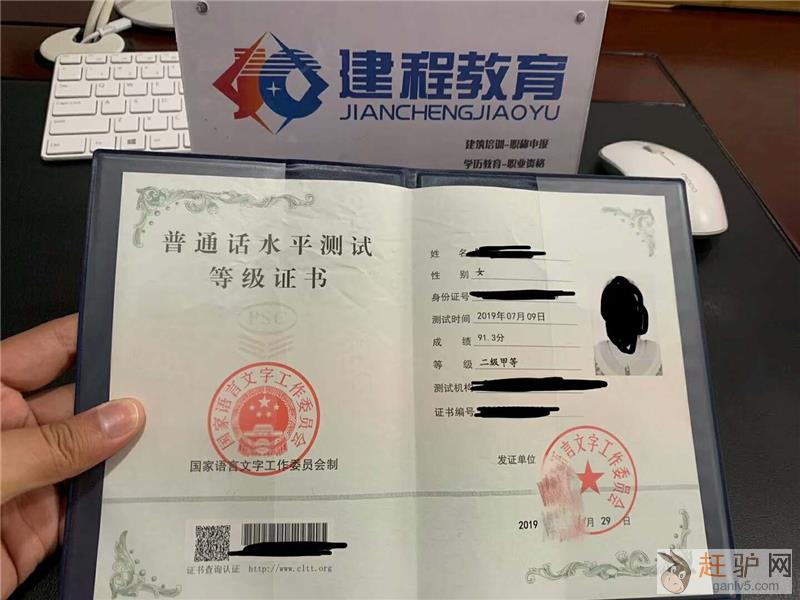 建程教育
JIANCHENGJIAOYU
建筑培训-职称申报
学历教育-职业资格
普通话水平测试
等级证书
PSC
国家语言文字工作委员会
国家语言文字工作委员会制
证书查询认证 http://www.cltt.org
姓 名
性 别 女
身份证号
测试时间 2019年07月09日
成 绩 91.3分
等 级 二级甲等
测试机构
证书编号
发证单位
语言文字工作委员会
2019 月 29 日
赶驴网
ganlv5.com